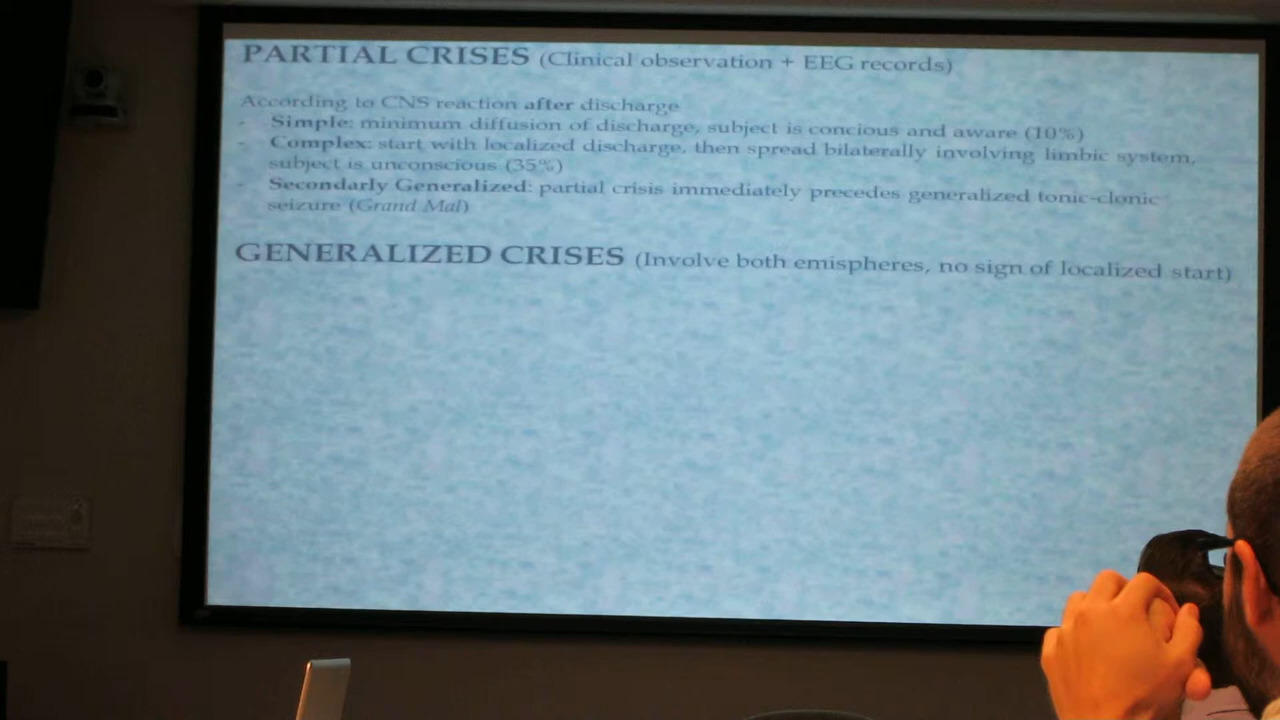 PARTIAL CRISES (Clinical observation + EEG records)
According to CNS reaction after discharge
- Simple: minimum diffusion of discharge, subject is concious and aware (10%)
- Complex: start with localized discharge, then spread bilaterally involving limbic system,
subject is unconscious (35%)
- Secondarly Generalized: partial crisis immediately precedes generalized tonic-clonic
seizure (Grand Mal)
GENERALIZED CRISES (Involve both emispheres, no sign of localized start)